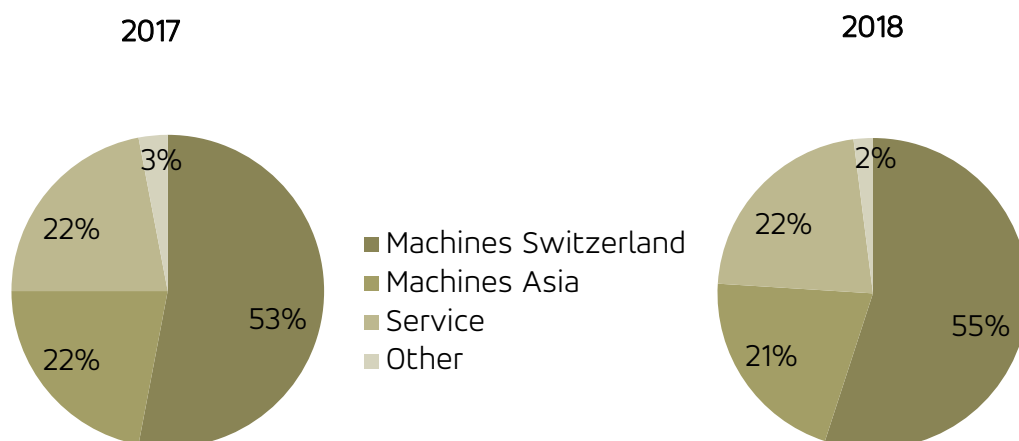 2017
2018
3%
22%
22%
53%
Machines Switzerland
Machines Asia
Service
Other
2%
22%
21%
55%